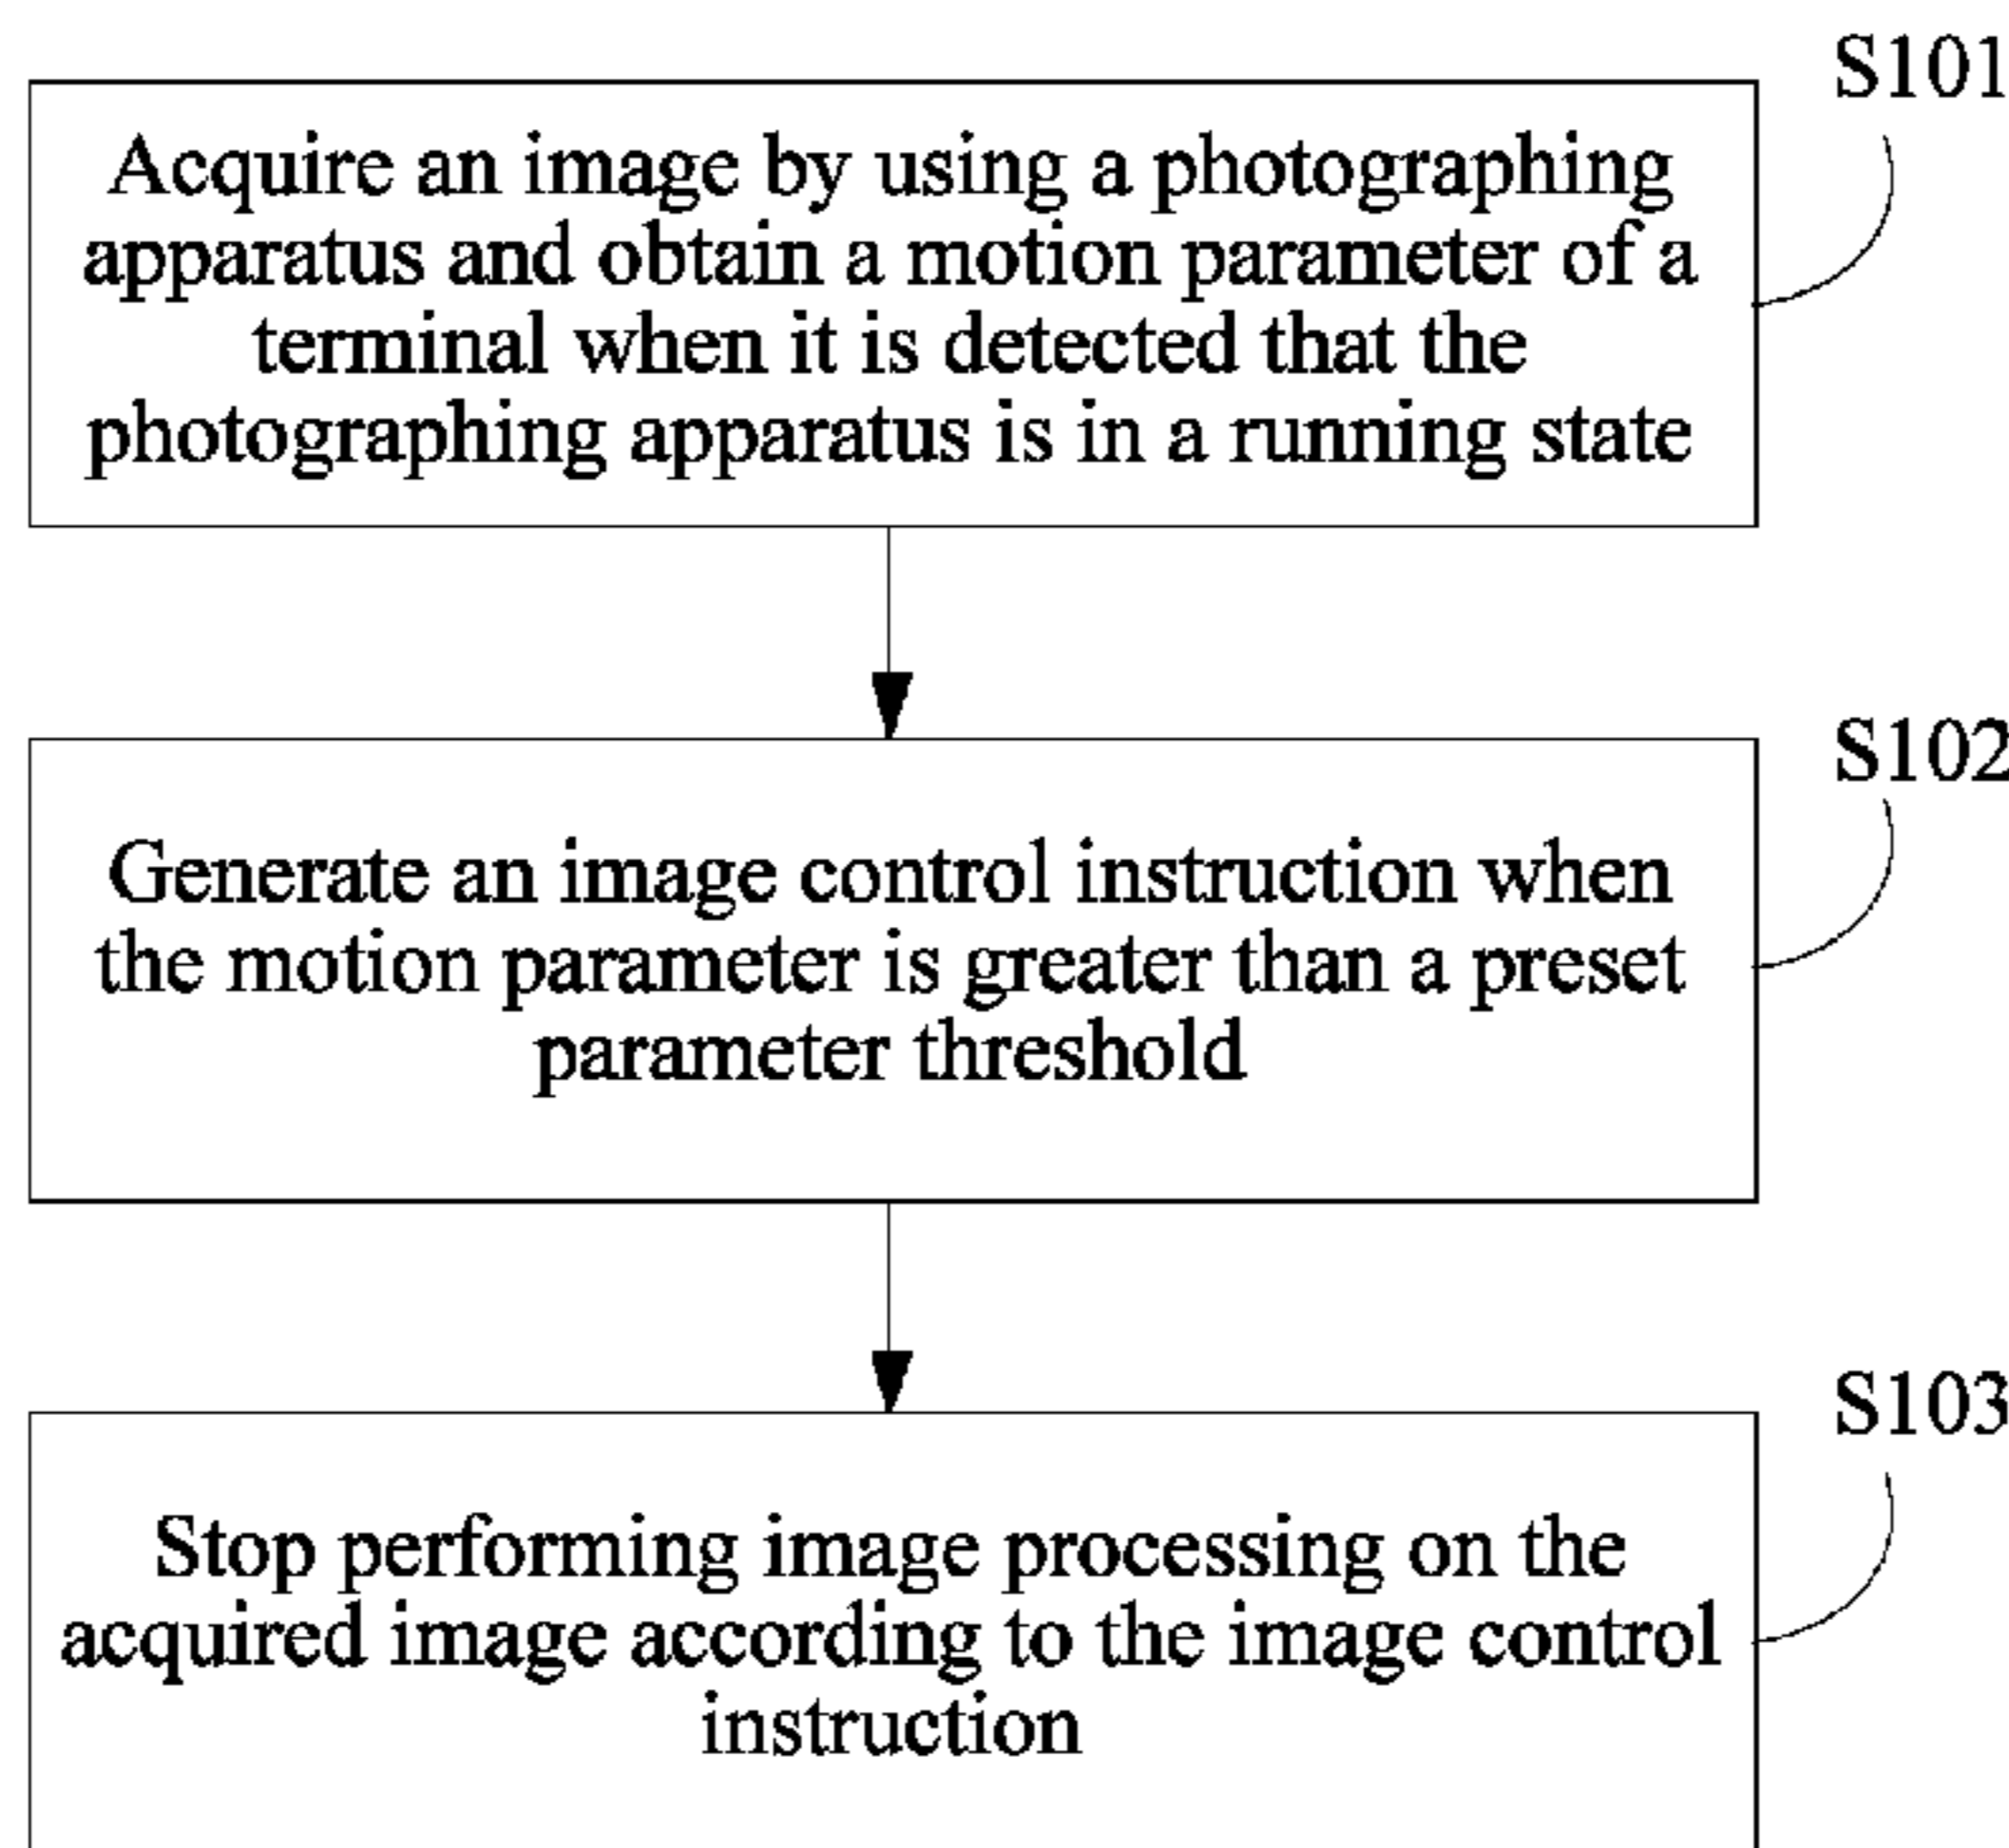 S101
Acquire an image by using a photographing
apparatus and obtain a motion parameter of a
terminal when it is detected that the
photographing apparatus is in a running state
S102
Generate an image control instruction when
the motion parameter is greater than a preset
parameter threshold
S103
Stop performing image processing on the
acquired image according to the image control
instruction